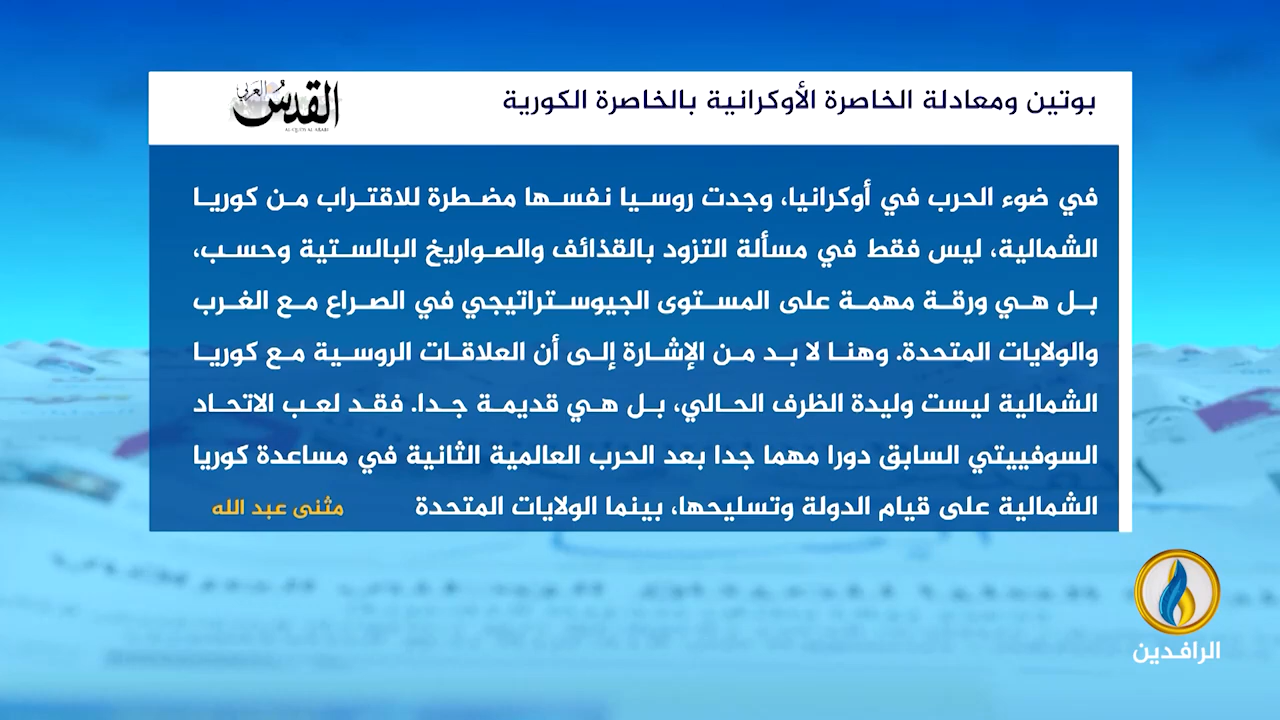 بوتين ومعادلة الخاصرة الأوكرانية بالخاصرة الكورية
القدس العربي
AL-QUDS AL-ARABI
في ضوء الحرب في أوكرانيا، وجدت روسيا نفسها مضطرة للاقتراب من كوريا
الشمالية، ليس فقط في مسألة التزود بالقذائف والصواريخ البالستية وحسب،
بل هي ورقة مهمة على المستوى الجيوستراتيجي في الصراع مع الغرب
والولايات المتحدة. وهنا لا بد من الإشارة إلى أن العلاقات الروسية مع كوريا
الشمالية ليست وليدة الظرف الحالي، بل هي قديمة جدا. فقد لعب الاتحاد
السوفييتي السابق دورا مهما جدا بعد الحرب العالمية الثانية في مساعدة كوريا
الشمالية على قيام الدولة وتسليحها، بينما الولايات المتحدة
مثنى عبد الله
الرافدين